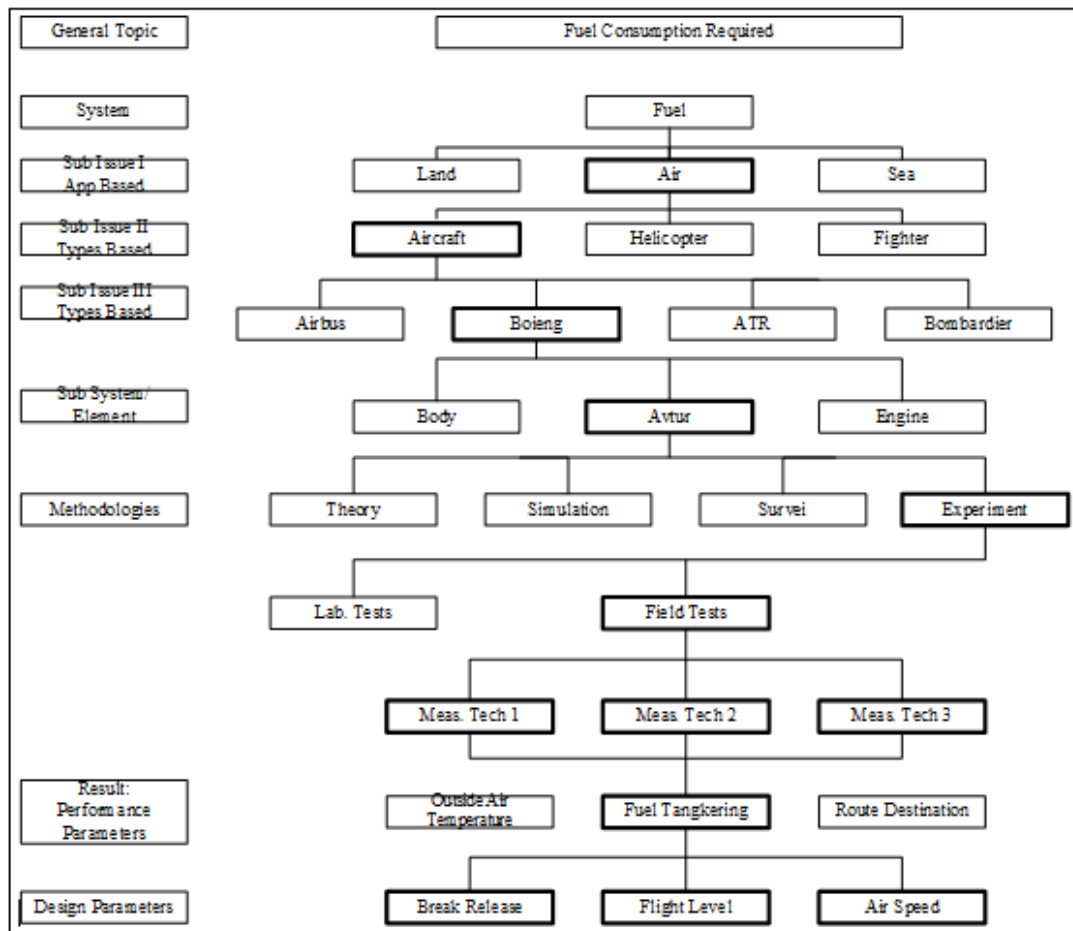 General Topic
Fuel Consumption Required
System
Fuel
Sub Issue I
App Based
Land
Air
Sea
Sub Issue II
Types Based
Aircraft
Helicopter
Fighter
Sub Issue III
Types Based
Airbus
Boieng
ATR
Bombardier
Sub System/
Element
Body
Avtur
Engine
Methodologies
Theory
Simulation
Survei
Experiment
Lab. Tests
Field Tests
Meas. Tech 1
Meas. Tech 2
Meas. Tech 3
Result:
Performance
Parameters
Outside Air
Temperature
Fuel Tangkering
Route Destination
Design Parameters
Break Release
Flight Level
Air Speed